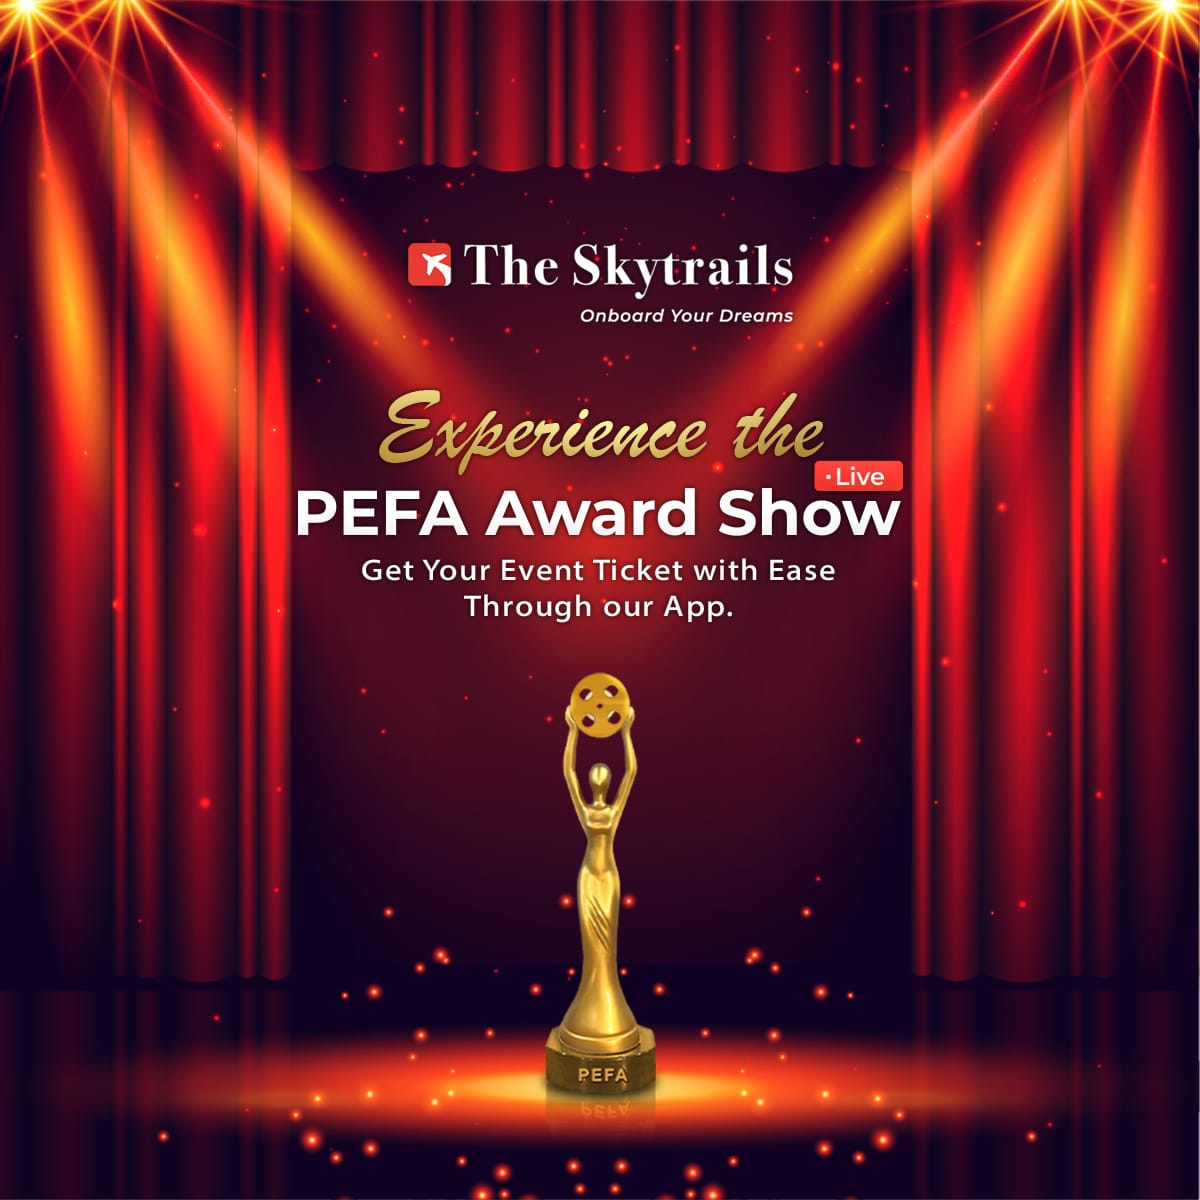 The Skytrails
Onboard Your Dreams
Experience the
• Live
PEFA Award Show
Get Your Event Ticket with Ease
Through our App.
PEFA